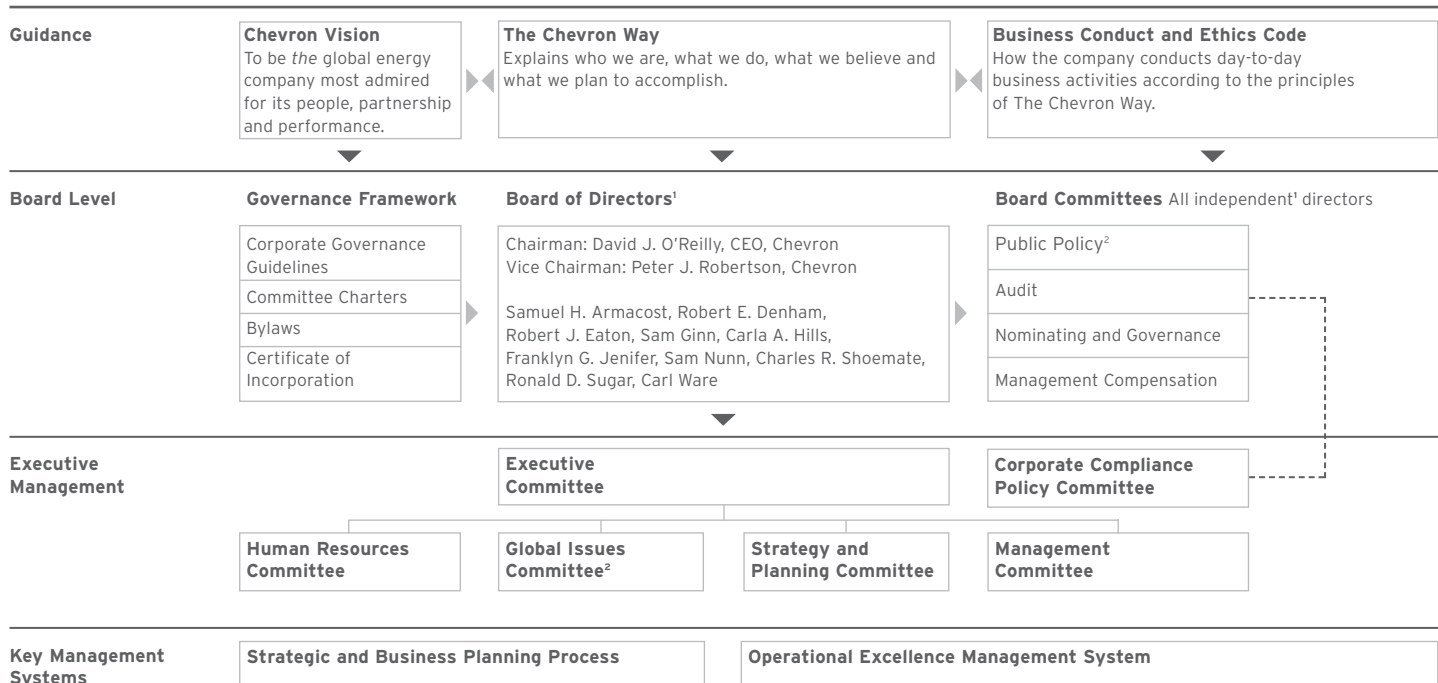 Guidance
Chevron Vision
To be the global energy
company most admired
for its people, partnership
and performance.
The Chevron Way
Explains who we are, what we do, what we believe and
what we plan to accomplish.
Business Conduct and Ethics Code
How the company conducts day-to-day
business activities according to the principles
of The Chevron Way.
Board Level
Governance Framework
Corporate Governance
Guidelines
Committee Charters
Bylaws
Certificate of
Incorporation
Board of Directors¹
Chairman: David J. O'Reilly, CEO, Chevron
Vice Chairman: Peter J. Robertson, Chevron
Samuel H. Armacost, Robert E. Denham,
Robert J. Eaton, Sam Ginn, Carla A. Hills,
Franklyn G. Jenifer, Sam Nunn, Charles R. Shoemate,
Ronald D. Sugar, Carl Ware
Board Committees All independent¹ directors
Public Policy²
Audit
Nominating and Governance
Management Compensation
Executive
Management
Executive
Committee
Corporate Compliance
Policy Committee
Human Resources
Committee
Global Issues
Committee²
Strategy and
Planning Committee
Management
Committee
Key Management
Systems
Strategic and Business Planning Process
Operational Excellence Management System